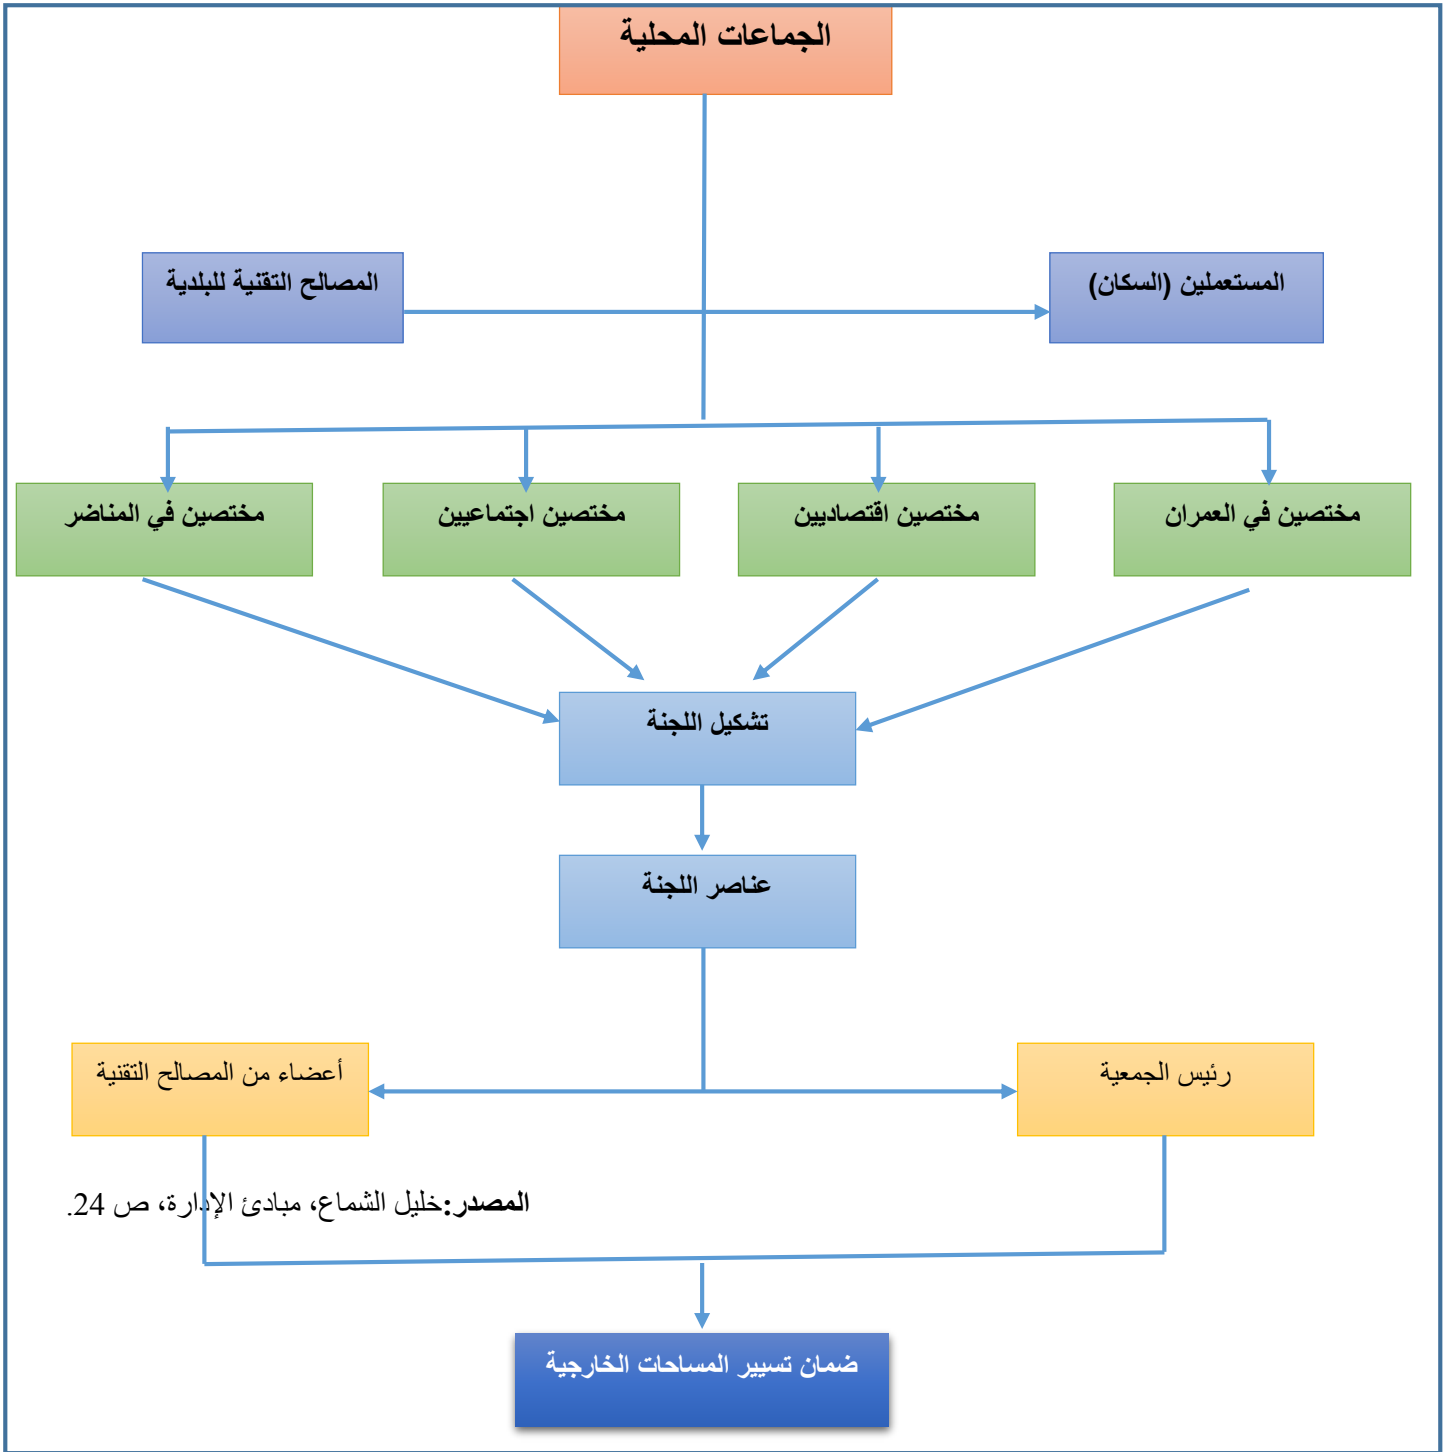 الجماعات المحلية
المستعملين (السكان)
المصالح التقنية للبلدية
مختصين في العمران
مختصين اقتصاديين
مختصين اجتماعيين
مختصين في المناضر
تشكيل اللجنة
عناصر اللجنة
رئيس الجمعية
أعضاء من المصالح التقنية
المصدر:خليل الشماع، مبادئ الإدارة، ص 24.
ضمان تسيير المساحات الخارجية